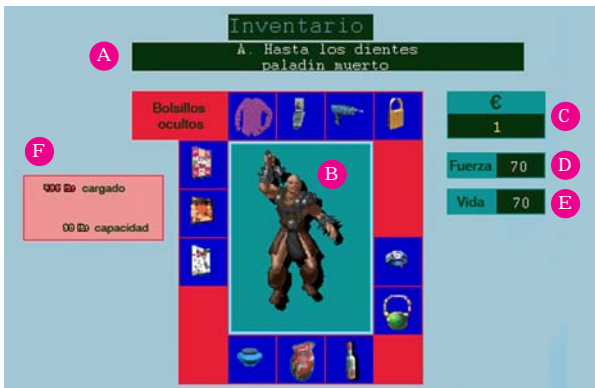 Inventario
A
A. Hasta los dientes
paladín muerto
Bolsillos
ocultos
€
1
C
F
B
Fuerza 70
D
cargado
Vida 70
E
capacidad